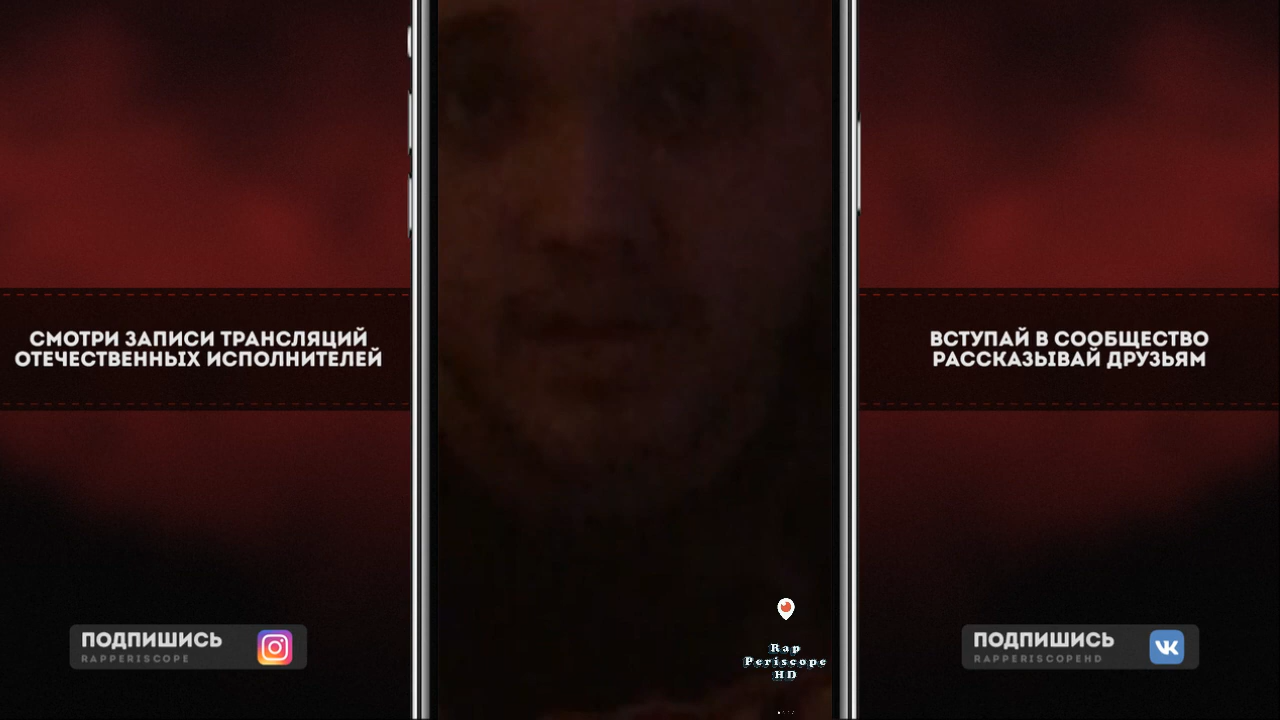 СМОТРИ ЗАПИСИ ТРАНСЛЯЦИЙ
ОТЕЧЕСТВЕННЫХ ИСПОЛНИТЕЛЕЙ
ВСТУПАЙ В СООБЩЕСТВО
РАССКАЗЫВАЙ ДРУЗЬЯМ
ПОДПИШИСЬ
RAPPERISCOPE
Rap
Periscope
HD
ПОДПИШИСЬ
RAPPERISCOPEHD